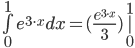 ∫₀¹ e^{3·x} dx = (e^{3·x}/3) |₀¹